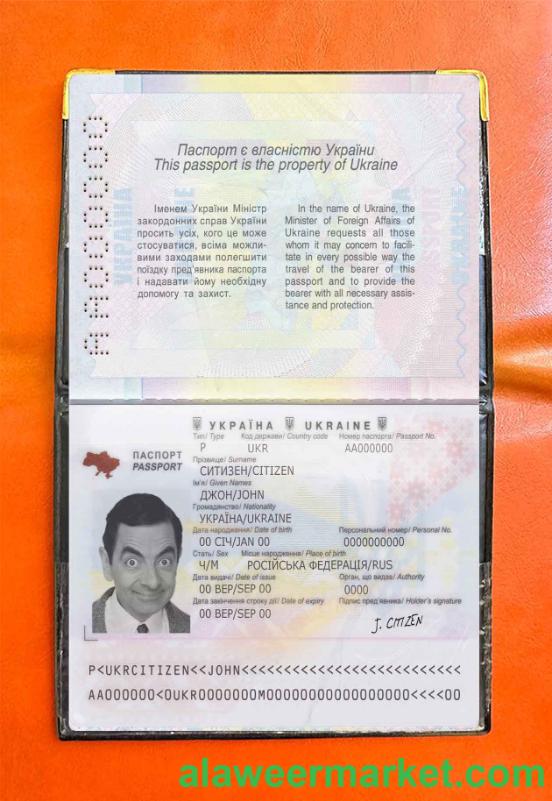 Паспорт є власністю України
This passport is the property of Ukraine
Іменем України Міністр
закордонних справ України
просить усіх, кого це може
стосуватися, всіма можли-
вими заходами полегшити
поїздку пред'явника паспорта
і надавати йому необхідну
допомогу та захист.
In the name of Ukraine, the
Minister of Foreign Affairs of
Ukraine requests all those
whom it may concern to facili-
tate in every possible way the
travel of the bearer of this
passport and to provide the
bearer with all necessary assis-
tance and protection.
УКРАЇНА UKRAINE
Тип/ Type Код держави/ Country code Номер паспорта/ Passport No.
P UKR AA000000
ПАСПОРТ
PASSPORT
Прізвище/ Surname
СИТИЗЕН/CITIZEN
Ім'я/ Given Names
ДЖОН/JOHN
Громадянство/ Nationality
УКРАЇНА/UKRAINE
Дата народження/ Date of birth Персональний номер/ Personal No.
00 СІЧ/JAN 00 0000000000
Стать/ Sex Місце народження/ Place of birth
Ч/M РОСІЙСЬКА ФЕДЕРАЦІЯ/RUS
Дата видачі/ Date of issue Орган, що видав/ Authority
00 ВЕР/SEP 00 0000
Дата закінчення строку дії/ Date of expiry Підпис пред'явника/ Holder's signature
00 ВЕР/SEP 00 J. CITIZEN
P<UKRCITIZEN<<JOHN<<<<<<<<<<<<<<<<<<<<<<<<<<
AA000000<0UKR0000000M00000000000000000<<<<00
alaweermarket.com